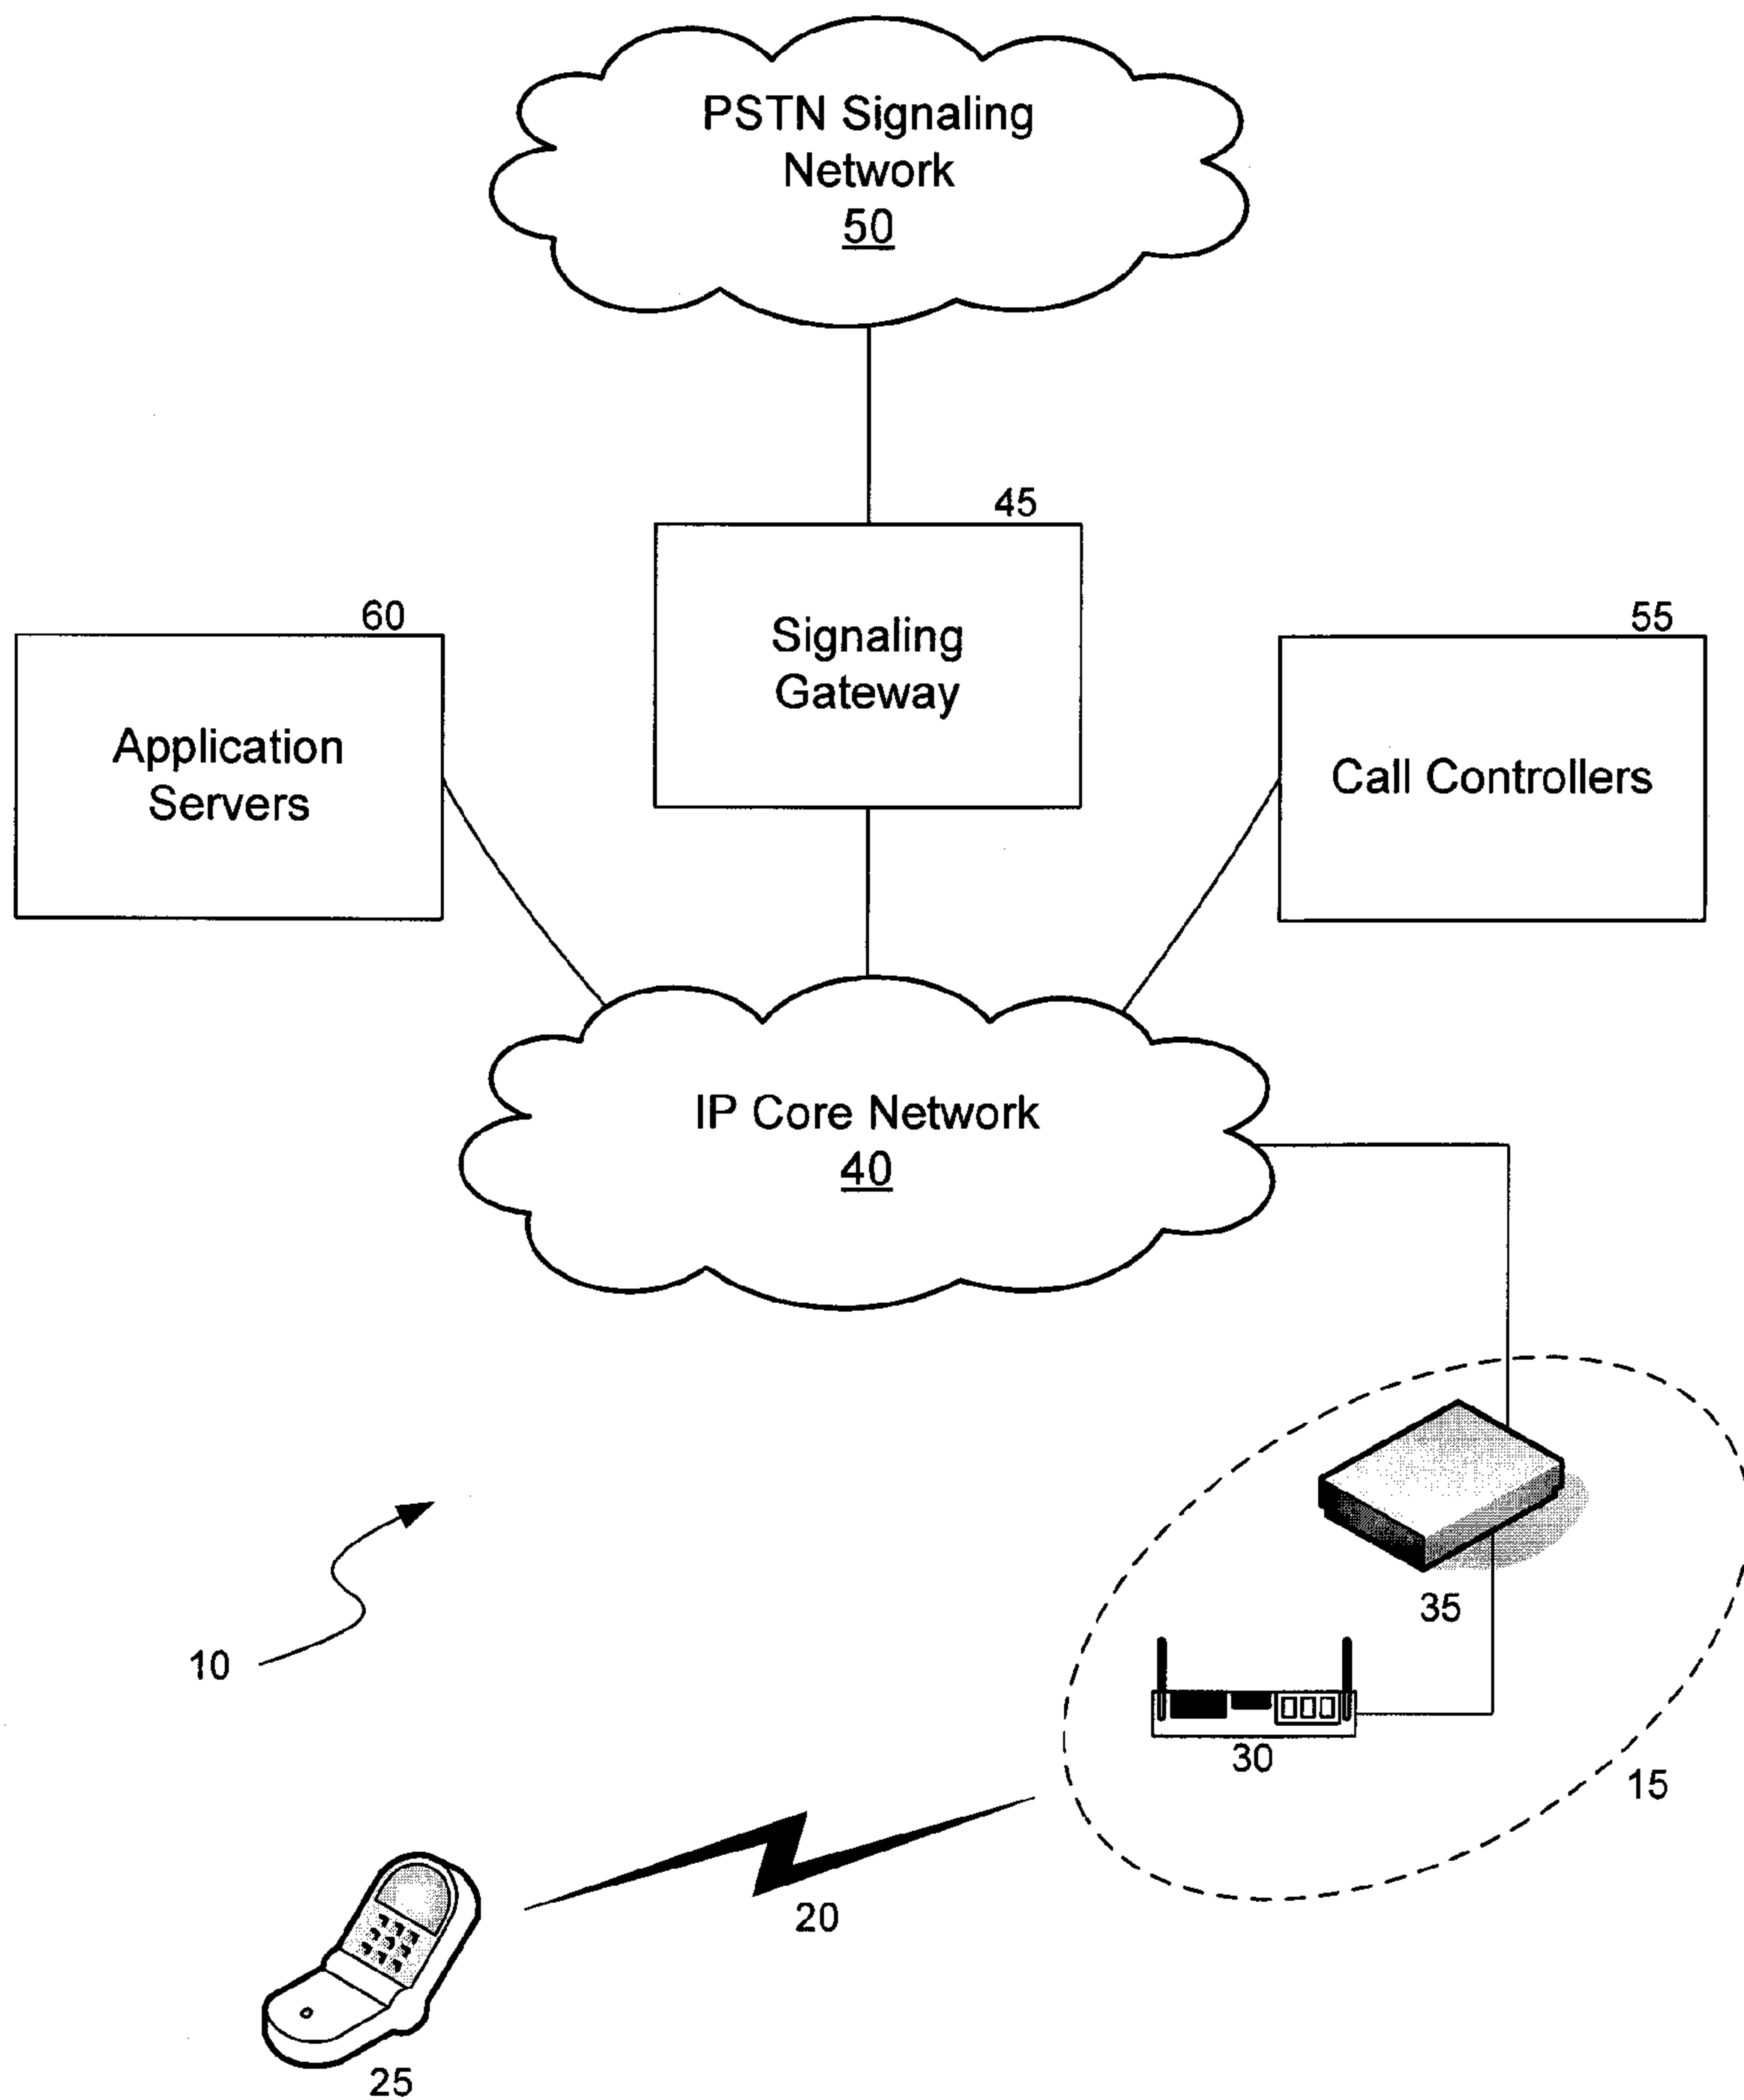 PSTN Signaling
Network
50
45
Signaling
Gateway
60
Application
Servers
55
Call Controllers
IP Core Network
40
35
10
30
15
20
25